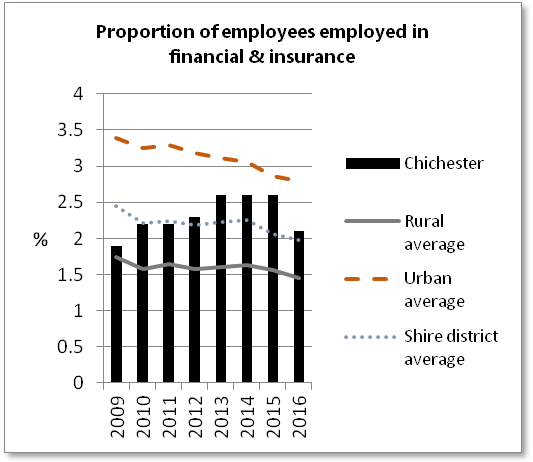 Proportion of employees employed in
financial & insurance
4
3.5
3
2.5
2
1.5
1
0.5
0
%
2009
2010
2011
2012
2013
2014
2015
2016
Chichester
Rural
average
Urban
average
Shire district
average